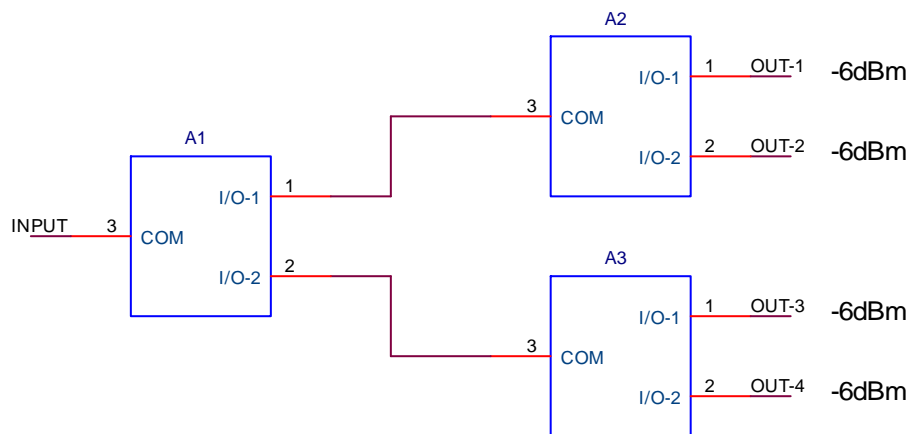 A2
I/O-1 1 OUT-1 -6dBm
3 COM
I/O-2 2 OUT-2 -6dBm
A1
I/O-1 1
INPUT 3 COM
I/O-2 2
A3
I/O-1 1 OUT-3 -6dBm
3 COM
I/O-2 2 OUT-4 -6dBm